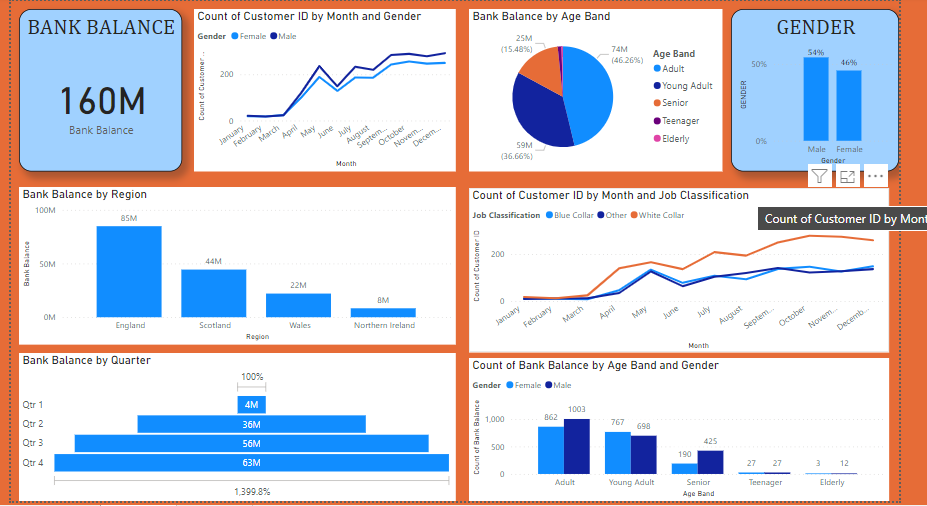 BANK BALANCE
160M
Bank Balance
Count of Customer ID by Month and Gender
Gender Female Male
Count of Customer ...
200
0
January
February
March
April
May
June
July
August
Septem...
October
Novem...
Decem...
Month
Bank Balance by Age Band
25M
(15.48%)
74M
(46.26%)
59M
(36.66%)
Age Band
Adult
Young Adult
Senior
Teenager
Elderly
GENDER
GENDER
50%
0%
54%
46%
Male
Female
Gender
Bank Balance by Region
Bank Balance
100M
50M
0M
85M
44M
22M
8M
England
Scotland
Wales
Northern Ireland
Region
Count of Customer ID by Month and Job Classification
Job Classification Blue Collar Other White Collar
Count of Customer ID by Mont
Count of Customer ID
200
0
January
February
March
April
May
June
July
August
Septem...
October
Novem...
Decemb...
Month
Bank Balance by Quarter
100%
Qtr 1 4M
Qtr 2 36M
Qtr 3 56M
Qtr 4 63M
1,399.8%
Count of Bank Balance by Age Band and Gender
Gender Female Male
Count of Bank Balance
1,000
500
0
862
1003
767
698
190
425
27
27
3
12
Adult
Young Adult
Senior
Teenager
Elderly
Age Band